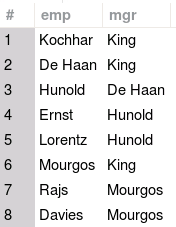 # emp mgr
1 Kochhar King
2 De Haan King
3 Hunold De Haan
4 Ernst Hunold
5 Lorentz Hunold
6 Mourgos King
7 Rajs Mourgos
8 Davies Mourgos